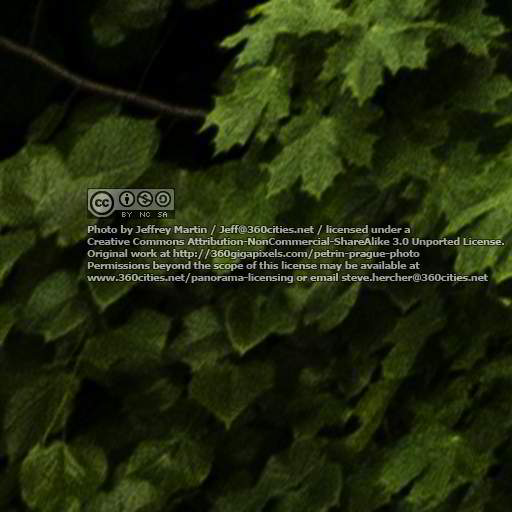 cc BY NC SA
Photo by Jeffrey Martin / Jeff@360cities.net / licensed under a
Creative Commons Attribution-NonCommercial-ShareAlike 3.0 Unported License.
Original work at http://360gigapixels.com/petrin-prague-photo
Permissions beyond the scope of this license may be available at
www.360cities.net/panorama-licensing or email steve.hercher@360cities.net